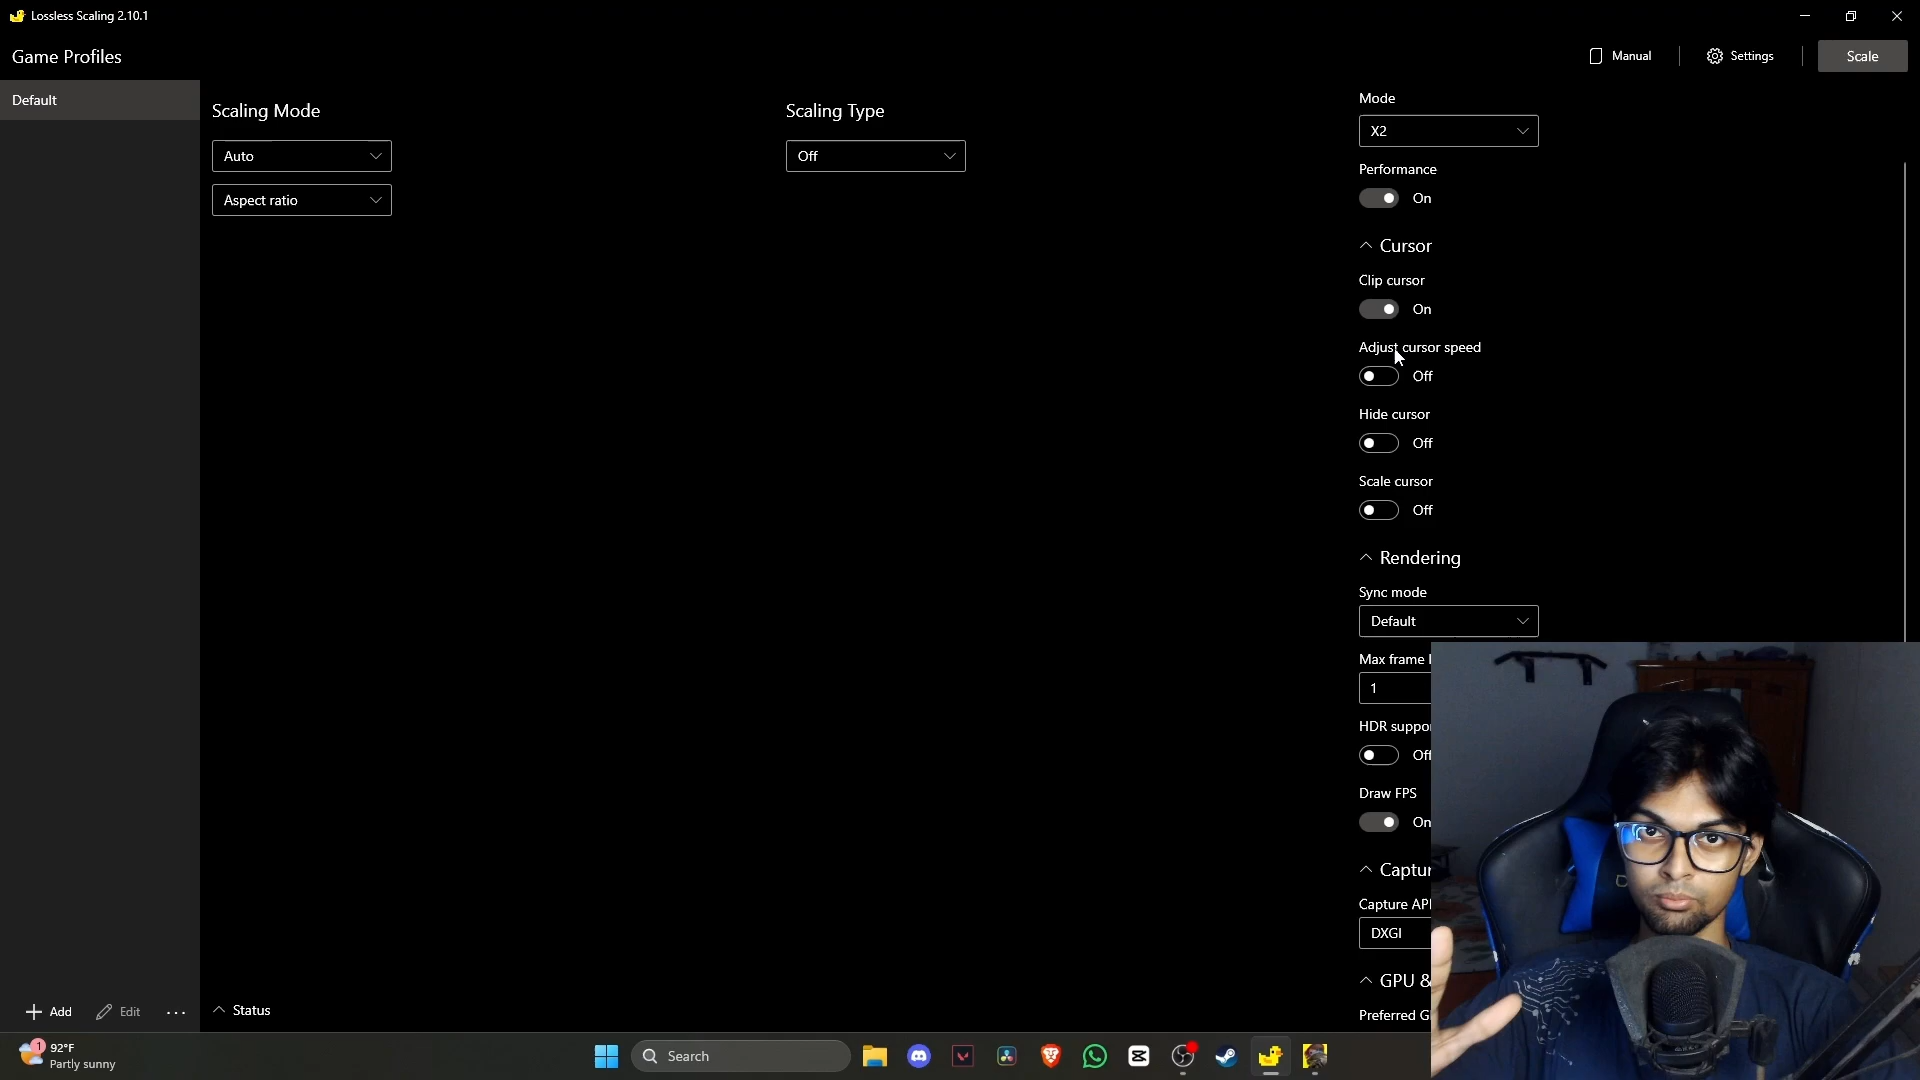 Lossless Scaling 2.10.1
Game Profiles
Manual
Settings
Scale
Default
Scaling Mode
Auto
Aspect ratio
Scaling Type
Off
Mode
X2
Performance
On
Cursor
Clip cursor
On
Adjust cursor speed
Off
Hide cursor
Off
Scale cursor
Off
Rendering
Sync mode
Default
Max frame
1
HDR suppo
Off
Draw FPS
On
Captur
Capture API
DXGI
GPU &
Preferred G
Add
Edit
...
Status
1
92°F
Partly sunny
Search